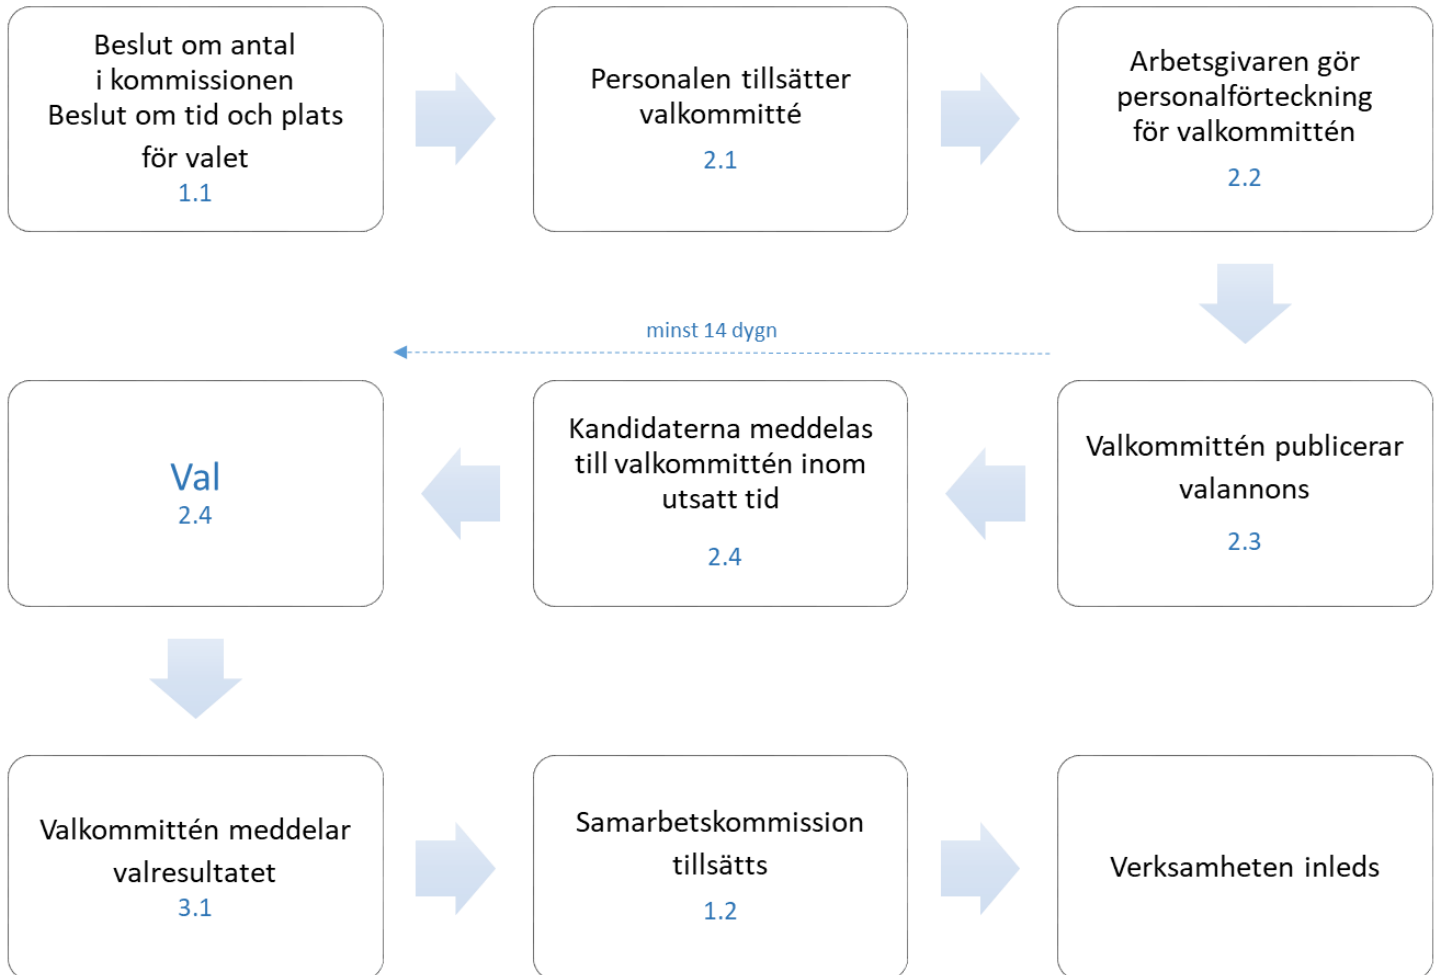 Beslut om antal
i kommissionen
Beslut om tid och plats
för valet
1.1
Personalen tillsätter
valkommitté
2.1
Arbetsgivaren gör
personalförteckning
för valkommittén
2.2
minst 14 dygn
Valkommittén publicerar
valannons
2.3
Kandidaterna meddelas
till valkommittén inom
utsatt tid
2.4
Val
2.4
Valkommittén meddelar
valresultatet
3.1
Samarbetskommission
tillsätts
1.2
Verksamheten inleds